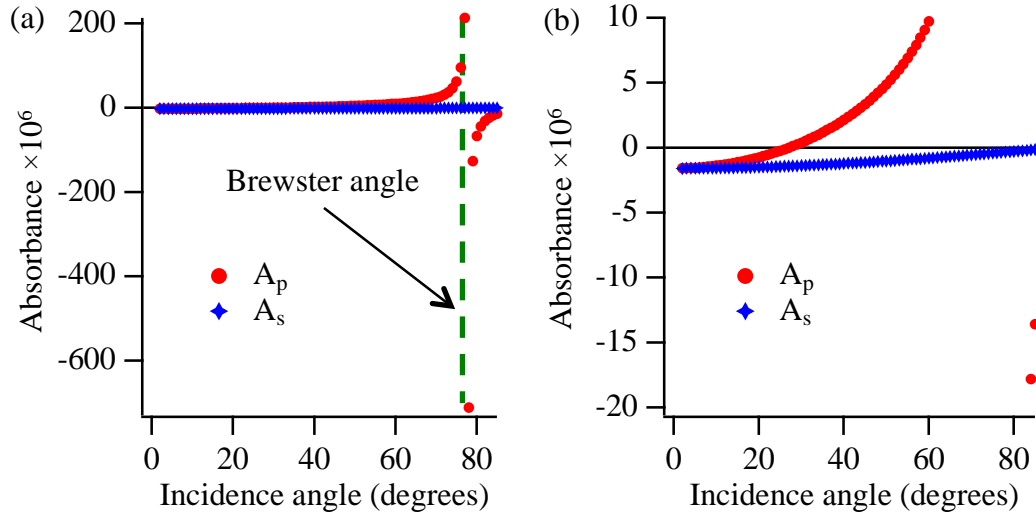 (a)
Absorbance ×10⁶
200
0
-200
-400
-600
Brewster angle
Aₚ
Aₛ
0 20 40 60 80
Incidence angle (degrees)
(b)
Absorbance ×10⁶
10
5
0
-5
-10
-15
-20
Aₚ
Aₛ
0 20 40 60 80
Incidence angle (degrees)